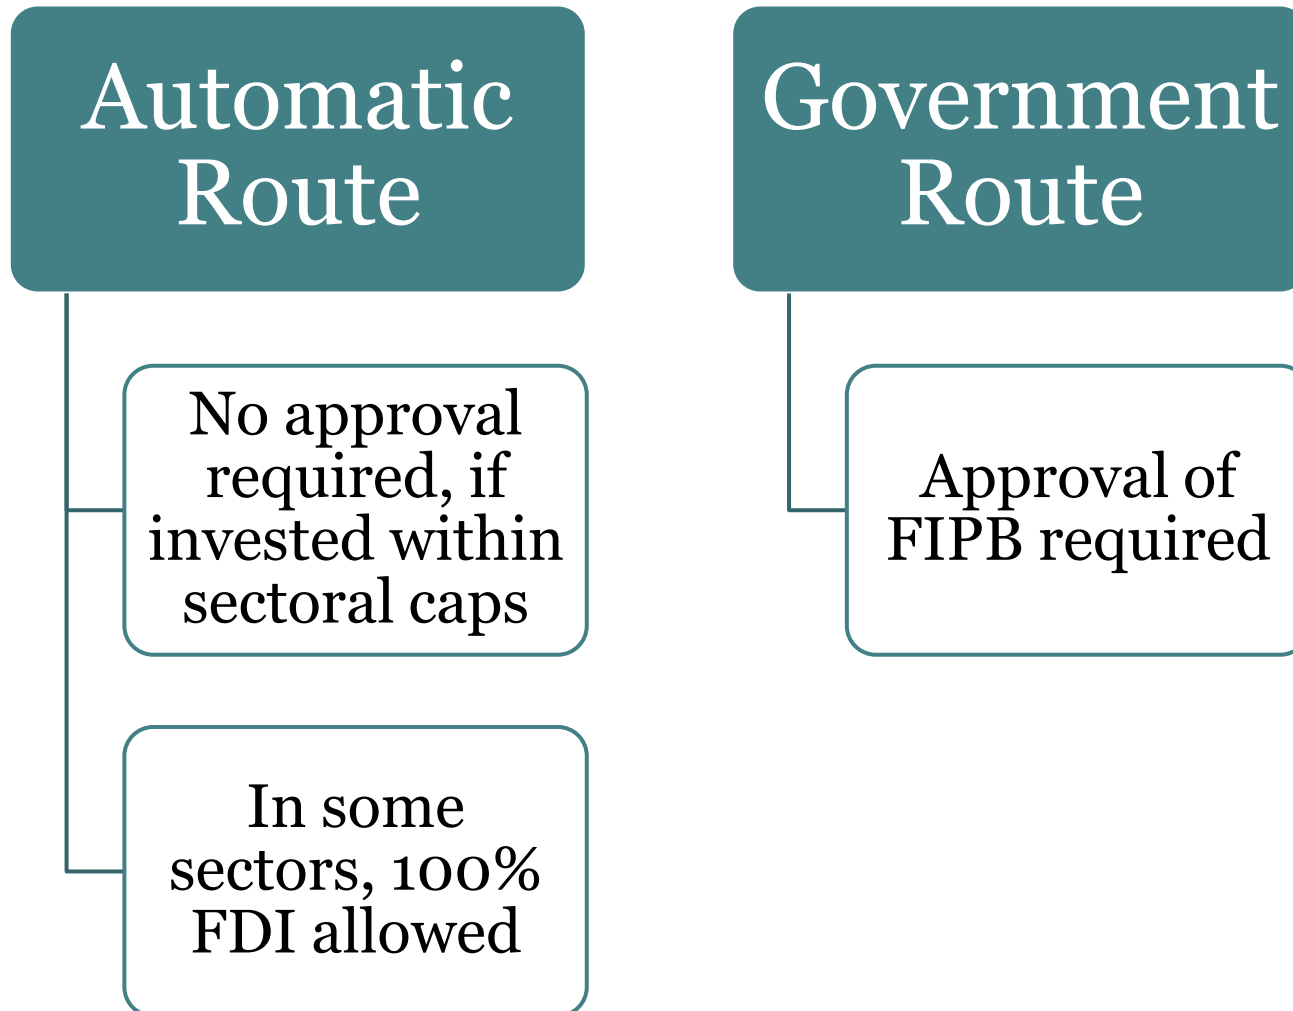 Automatic
Route
No approval
required, if
invested within
sectoral caps
In some
sectors, 100%
FDI allowed
Government
Route
Approval of
FIPB required